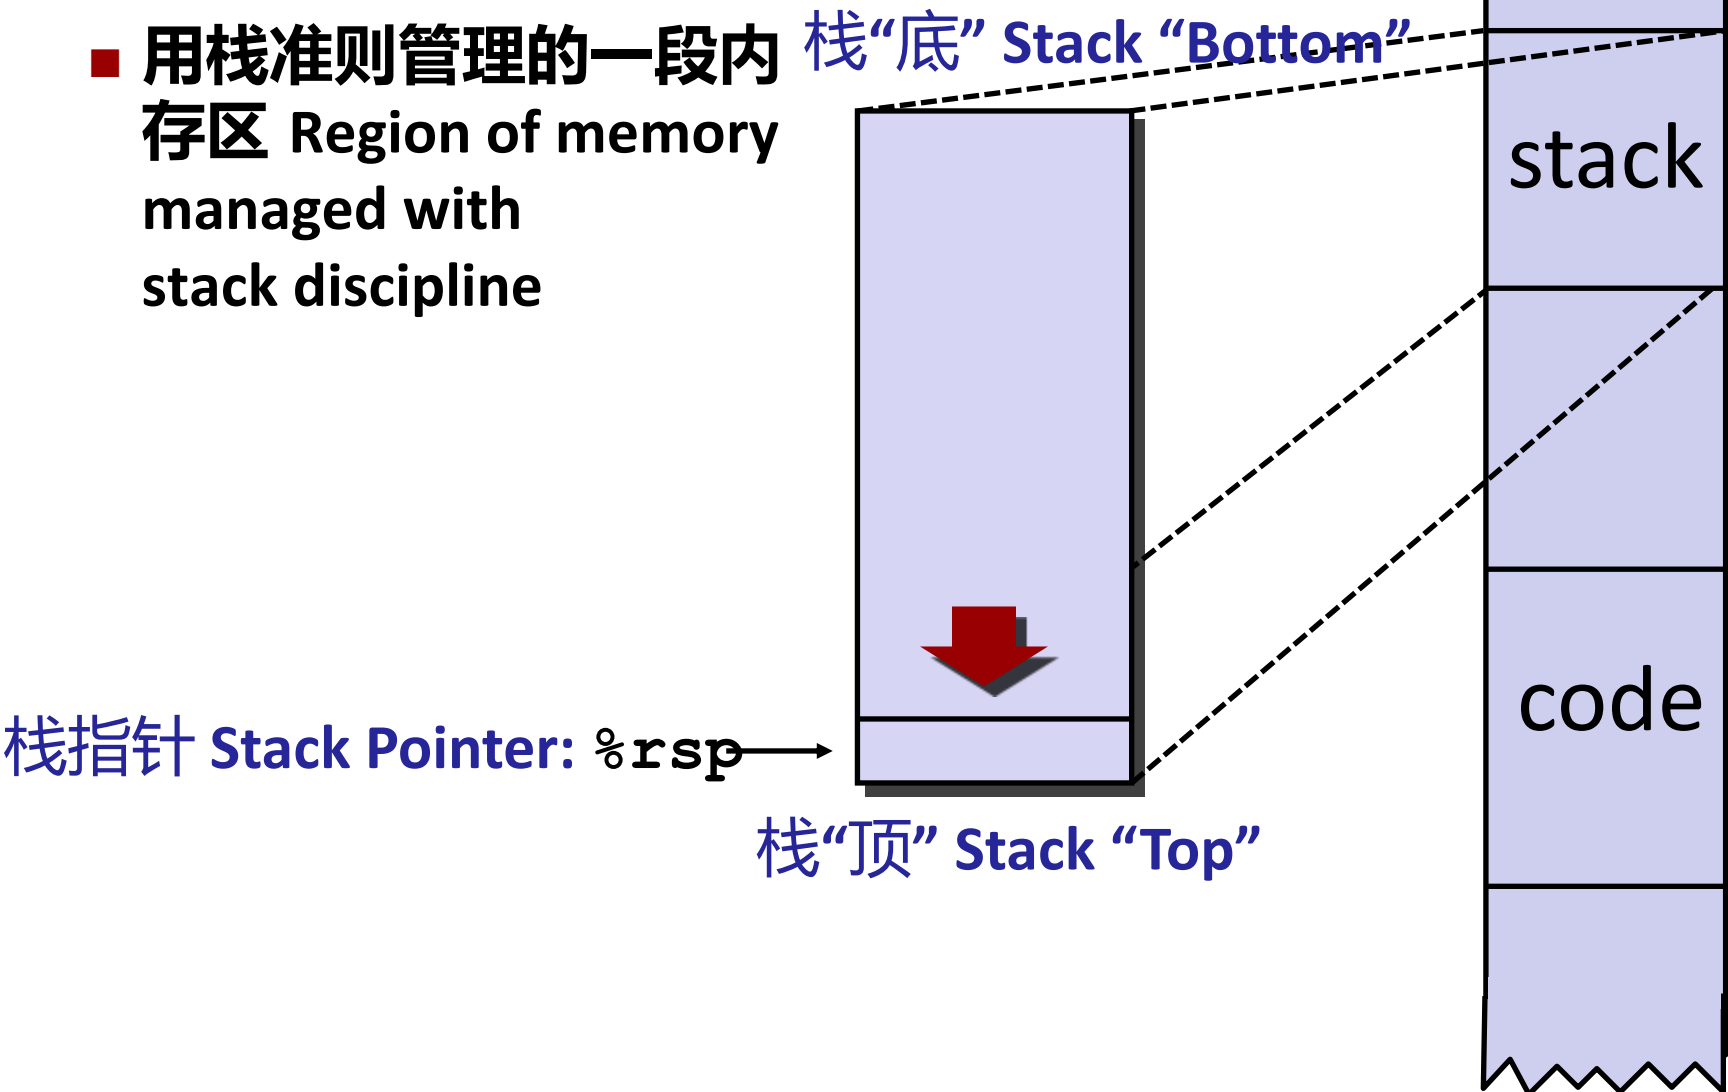 用栈准则管理的一段内
存区 Region of memory
managed with
stack discipline
栈“底” Stack “Bottom”
stack
code
栈指针 Stack Pointer: %rsp
栈“顶” Stack “Top”